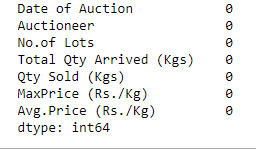 Date of Auction 0
Auctioneer 0
No.of Lots 0
Total Qty Arrived (Kgs) 0
Qty Sold (Kgs) 0
MaxPrice (Rs./Kg) 0
Avg.Price (Rs./Kg) 0
dtype: int64